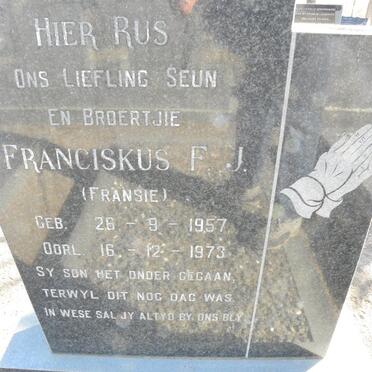 HIER RUS
ONS LIEFLING SEUN
EN BROERTJIE
FRANCISKUS F. J.
(FRANSIE)
GEB. 26 - 9 - 1957
OORL. 16 - 12 - 1973
SY SON HET ONDER GEGAAN,
TERWYL DIT NOG DAG WAS
IN WESE SAL JY ALTYD BY ONS BLY